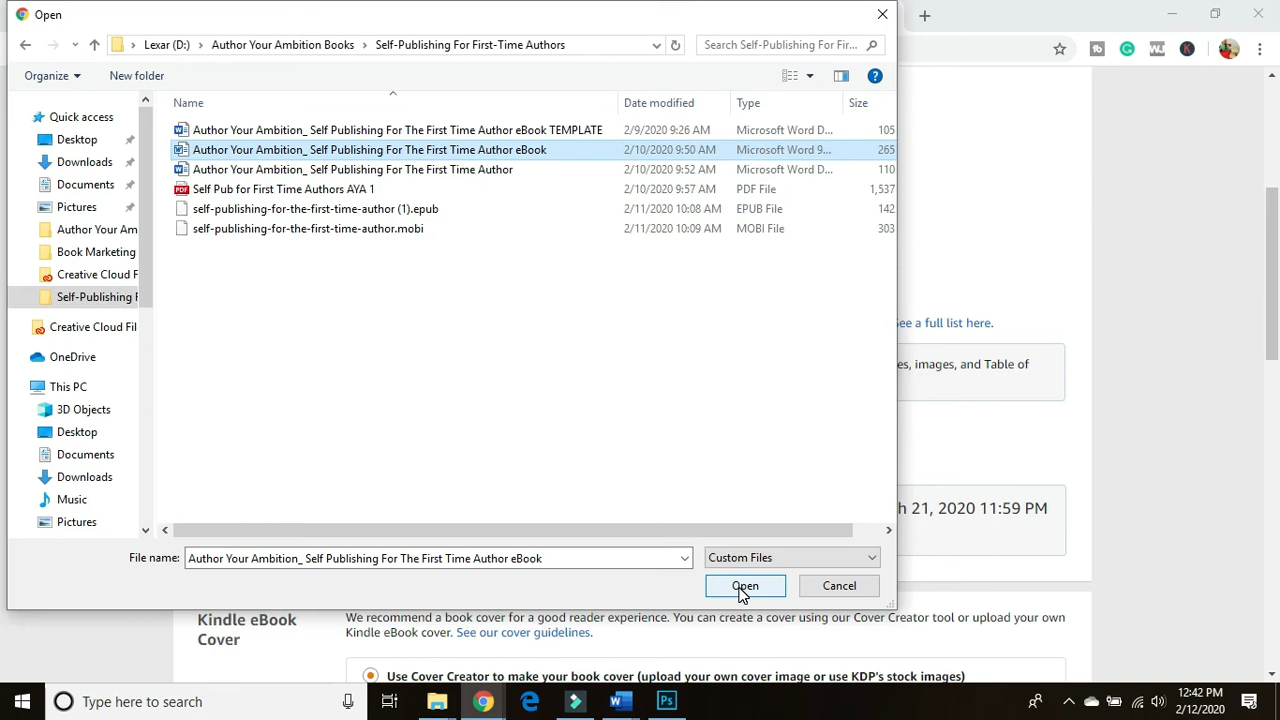 Open
Lexar (D:) > Author Your Ambition Books > Self-Publishing For First-Time Authors
Search Self-Publishing For Fir...
Organize
New folder
Name
Date modified
Type
Size
Author Your Ambition_ Self Publishing For The First Time Author eBook TEMPLATE 2/9/2020 9:26 AM Microsoft Word D... 105
Author Your Ambition_ Self Publishing For The First Time Author eBook 2/10/2020 9:50 AM Microsoft Word 9... 265
Author Your Ambition_ Self Publishing For The First Time Author 2/10/2020 9:52 AM Microsoft Word D... 110
Self Pub for First Time Authors AYA 1 2/10/2020 9:57 AM PDF File 1,537
self-publishing-for-the-first-time-author (1).epub 2/11/2020 10:08 AM EPUB File 142
self-publishing-for-the-first-time-author.mobi 2/11/2020 10:09 AM MOBI File 303
Quick access
Desktop
Downloads
Documents
Pictures
Author Your Am
Book Marketing
Creative Cloud F
Self-Publishing F
Creative Cloud Fil
OneDrive
This PC
3D Objects
Desktop
Documents
Downloads
Music
Pictures
See a full list here.
es, images, and Table of
h 21, 2020 11:59 PM
File name:
Author Your Ambition_ Self Publishing For The First Time Author eBook
Custom Files
Open
Cancel
Kindle eBook
Cover
We recommend a book cover for a good reader experience. You can create a cover using our Cover Creator tool or upload your own
Kindle eBook cover. See our cover guidelines.
Use Cover Creator to make your book cover (upload your own cover image or use KDP's stock images)
Type here to search
12:42 PM
2/12/2020